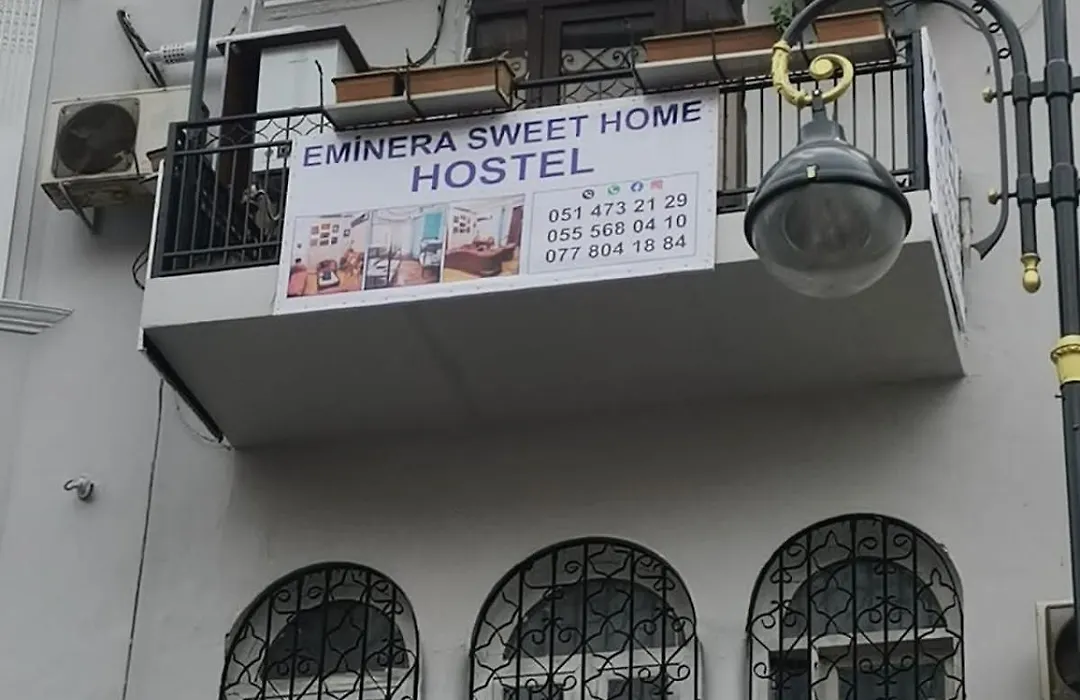 EMİNERA SWEET HOME
HOSTEL
051 473 21 29
055 568 04 10
077 804 18 84